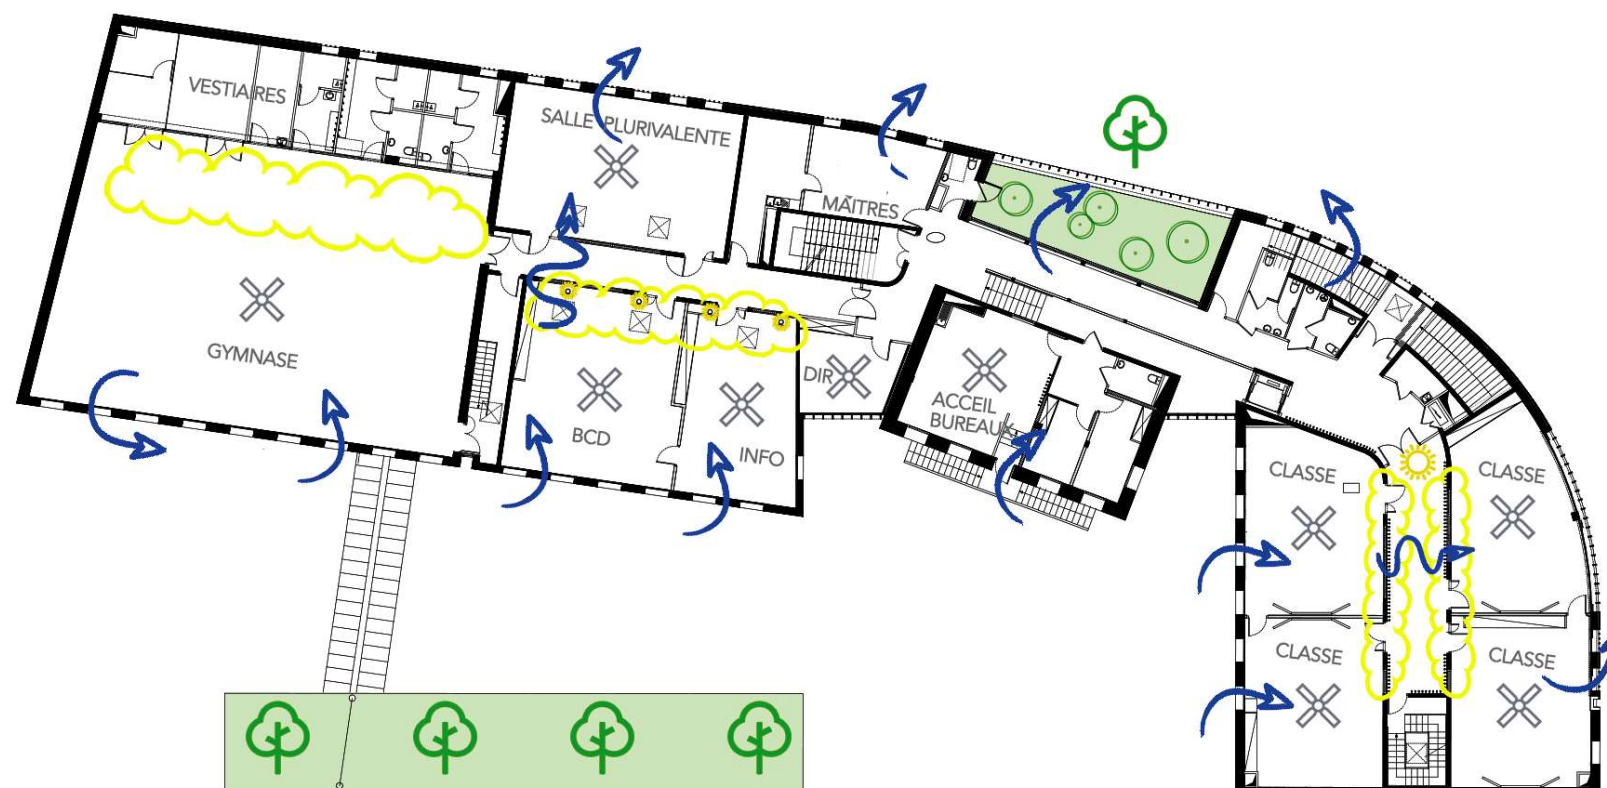 VESTIAIRES
SALLE PLURIVALENTE
MAÎTRES
GYMNASE
DIR
ACCEIL
BUREAUX
BCD
INFO
CLASSE
CLASSE
CLASSE
CLASSE